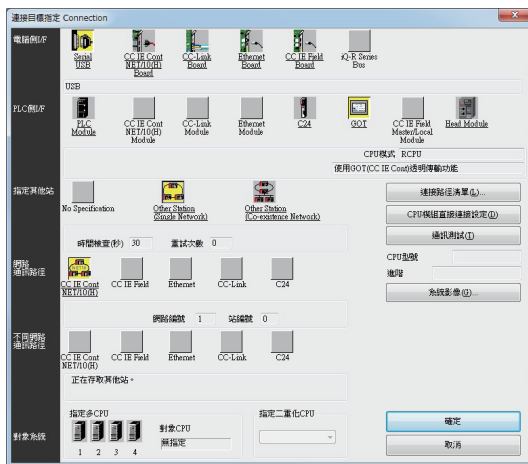 連接目標指定 Connection
電腦側I/F
Serial
USB
CC IE Cont
NET/10(H)
Board
CC-Link
Board
Ethernet
Board
CC IE Field
Board
iQ-R Series
Bus
USB
PLC側I/F
PLC
Module
CC IE Cont
NET/10(H)
Module
CC-Link
Module
Ethernet
Module
C24
GOT
CC IE Field
Master/Local
Module
Head Module
CPU模式 RCPU
使用GOT(CC IE Cont)透明傳輸功能
指定其他站
No Specification
Other Station
(Single Network)
Other Station
(Co-existence Network)
連接路徑清單(L)...
CPU模組直接連接設定(D)
通訊測試(T)
時間檢查(秒) 30 重試次數 0
CPU型號
進階
系統影像(G)...
網路
通訊路徑
CC IE Cont
NET/10(H)
CC IE Field
Ethernet
CC-Link
C24
網路編號 1 站編號 0
不同網路
通訊路徑
CC IE Cont
NET/10(H)
CC IE Field
Ethernet
CC-Link
C24
正在存取其他站。
對象系統
指定多CPU
1 2 3 4
對象CPU
無指定
指定二重化CPU
確定
取消